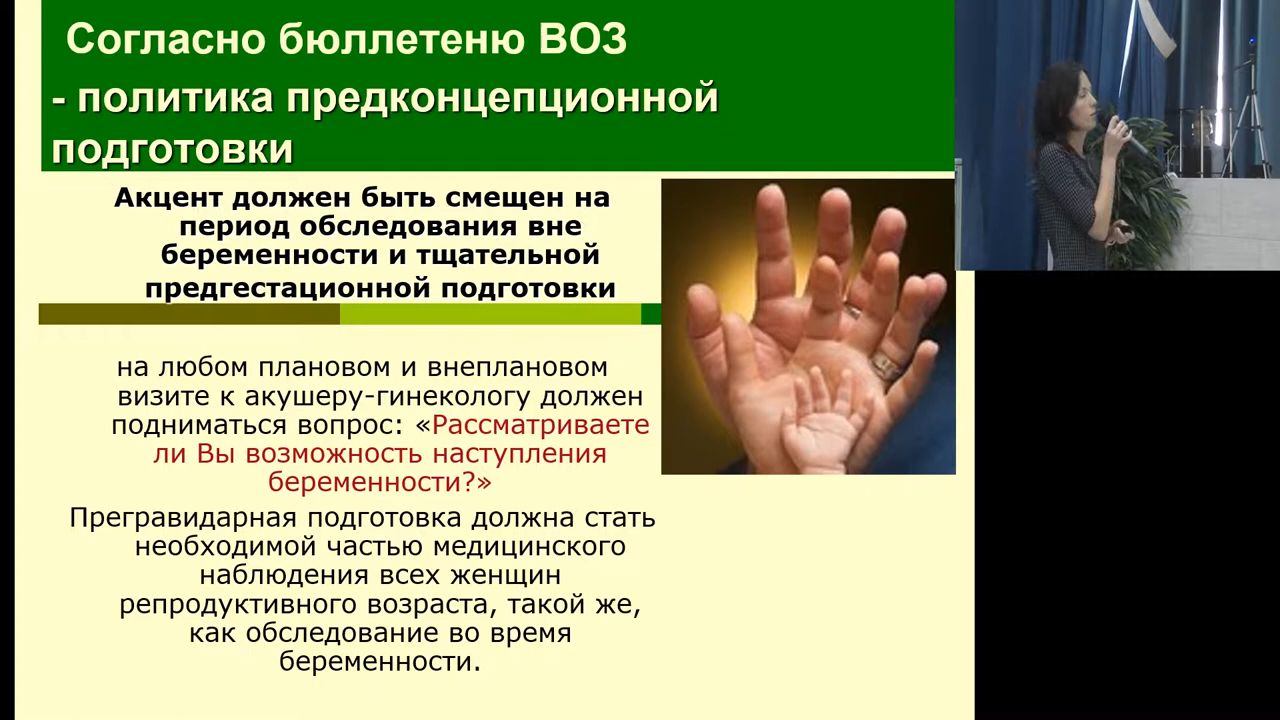 Согласно бюллетеню ВОЗ
- политика предконцепционной
подготовки
Акцент должен быть смещен на
период обследования вне
беременности и тщательной
предгестационной подготовки
на любом плановом и внеплановом
визите к акушеру-гинекологу должен
подниматься вопрос: «Рассматриваете
ли Вы возможность наступления
беременности?»
Прегравидарная подготовка должна стать
необходимой частью медицинского
наблюдения всех женщин
репродуктивного возраста, такой же,
как обследование во время
беременности.